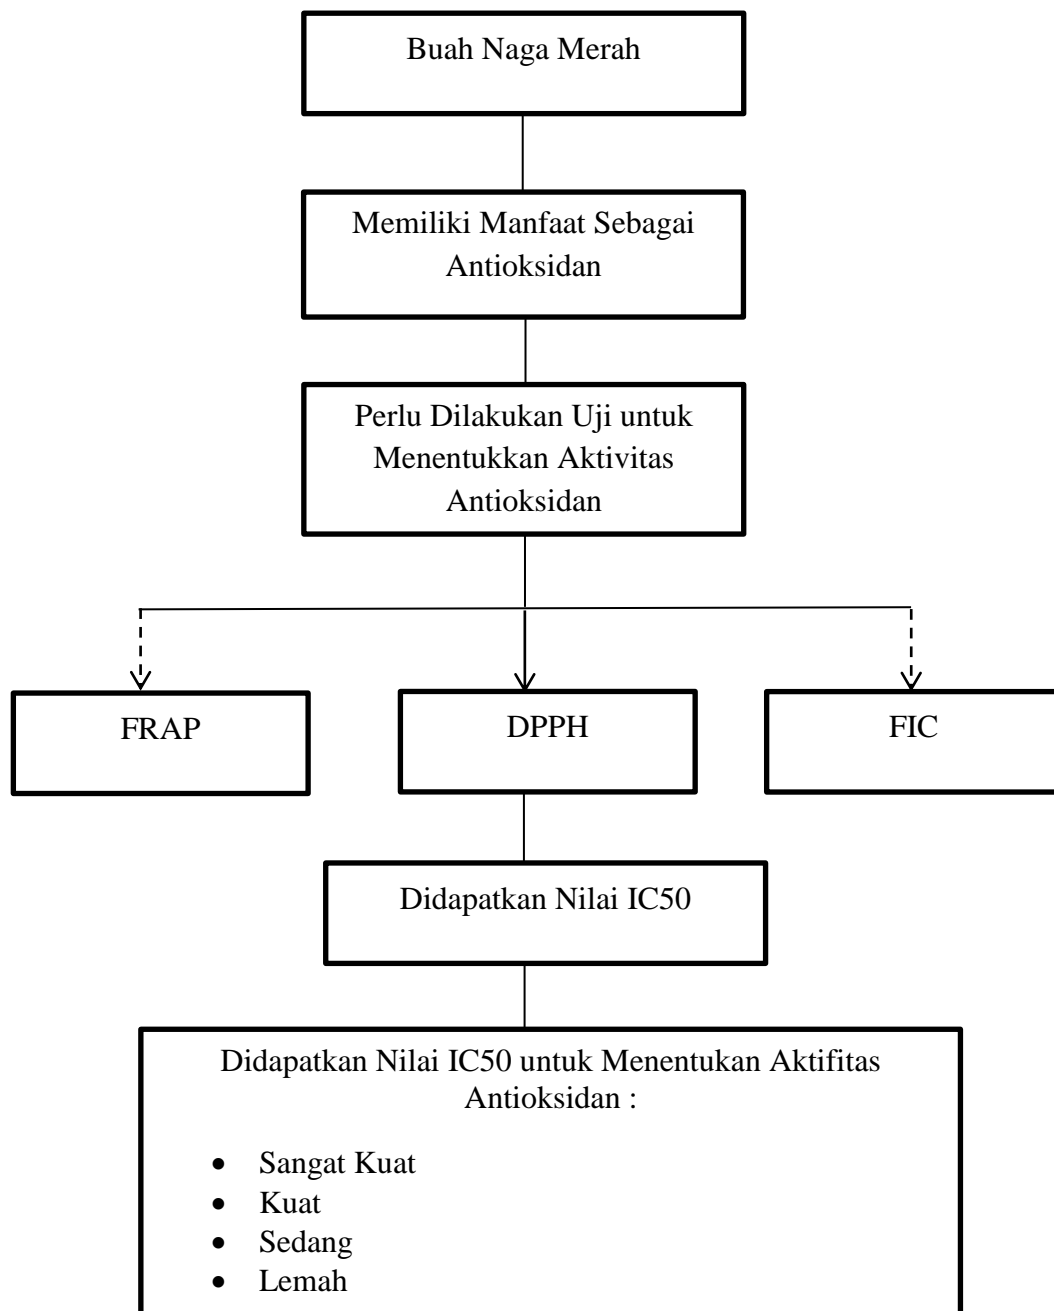 Buah Naga Merah
Memiliki Manfaat Sebagai
Antioksidan
Perlu Dilakukan Uji untuk
Menentukkan Aktivitas
Antioksidan
FRAP
DPPH
FIC
Didapatkan Nilai IC50
Didapatkan Nilai IC50 untuk Menentukan Aktifitas
Antioksidan :
• Sangat Kuat
• Kuat
• Sedang
• Lemah